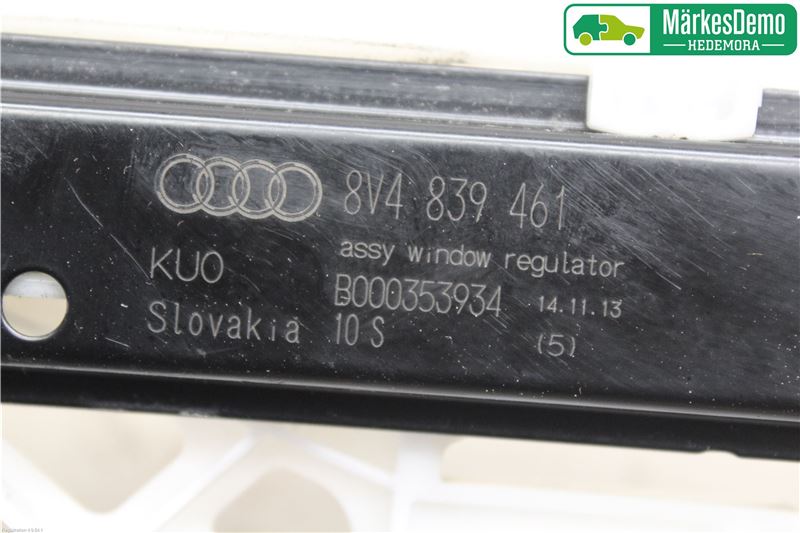 MärkesDemo
HEDEMORA
8V4 839 461
assy window regulator
KUO
B000353934 14.11.13
Slovakia 10 S (5)